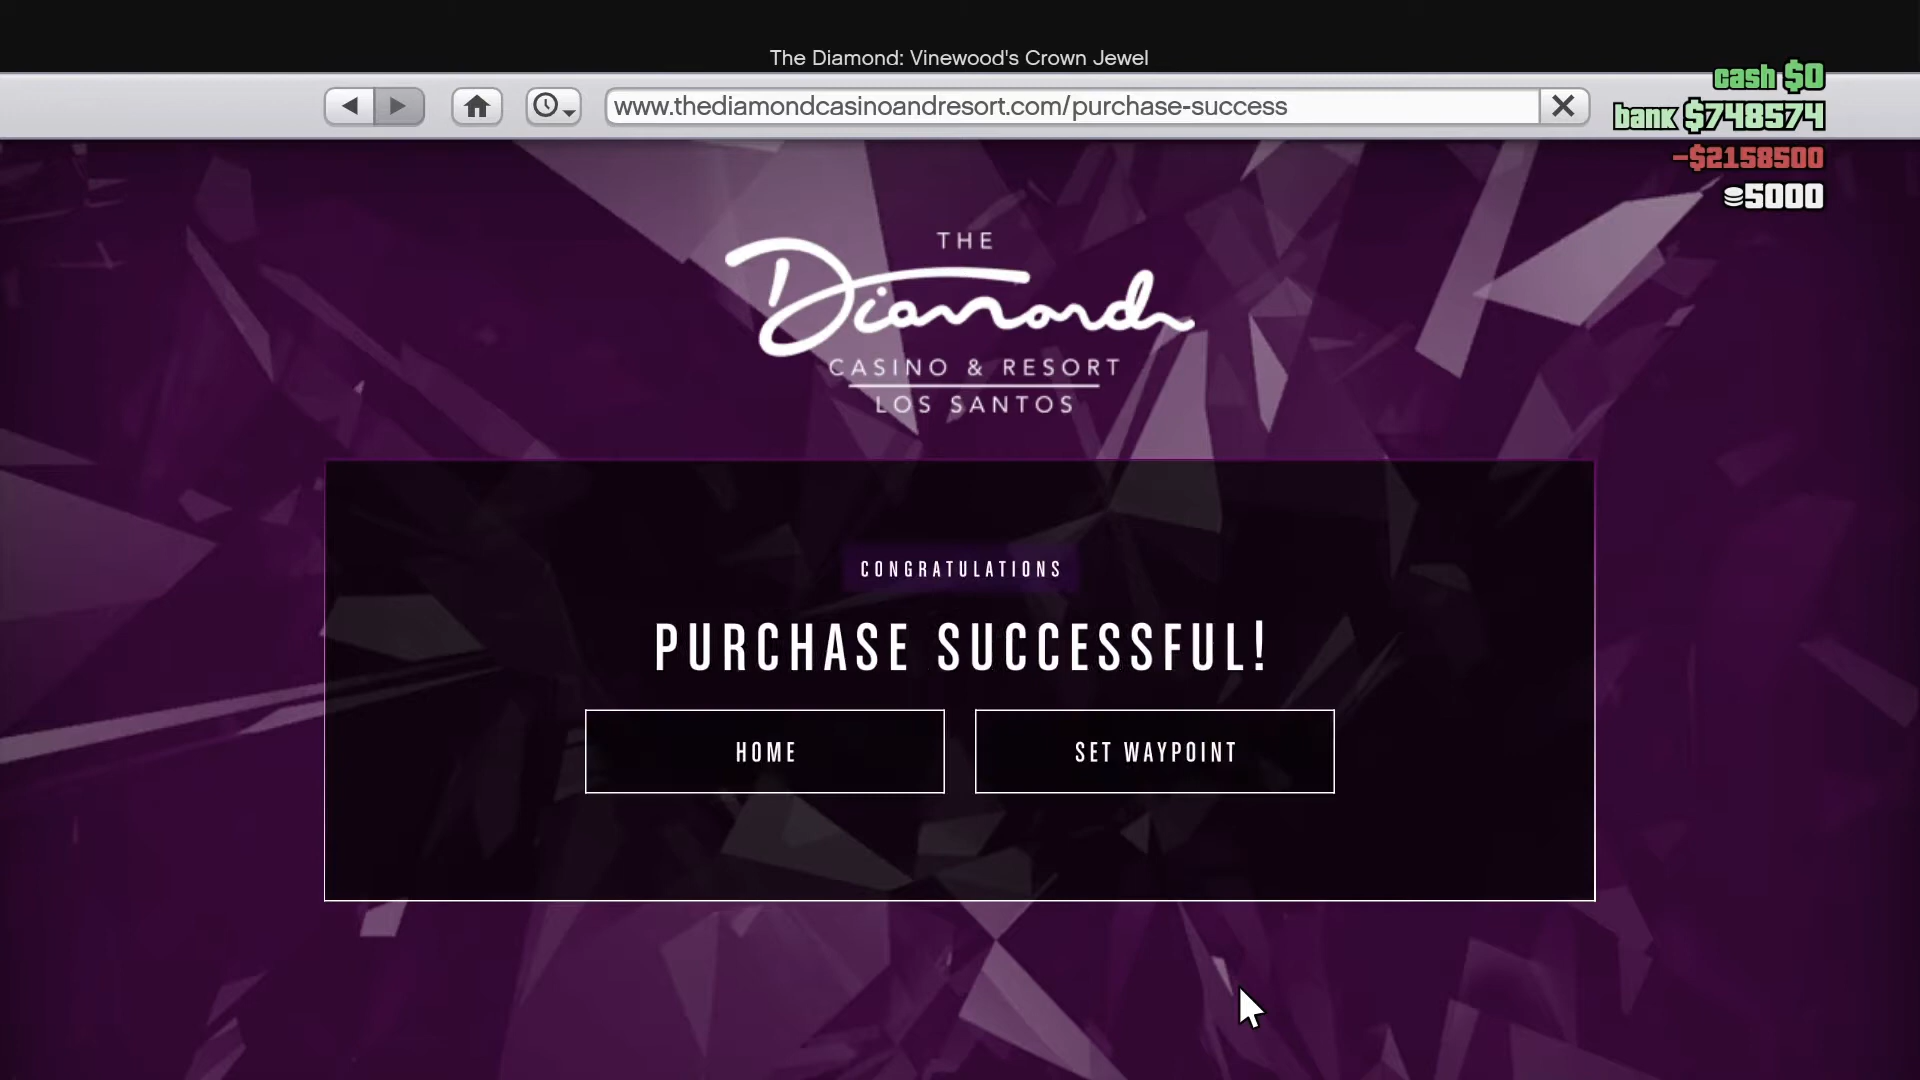 The Diamond: Vinewood's Crown Jewel
www.thediamondcasinoandresort.com/purchase-success
cash $0
bank $748574
-$2158500
5000
THE
Diamond
CASINO & RESORT
LOS SANTOS
CONGRATULATIONS
PURCHASE SUCCESSFUL!
HOME
SET WAYPOINT